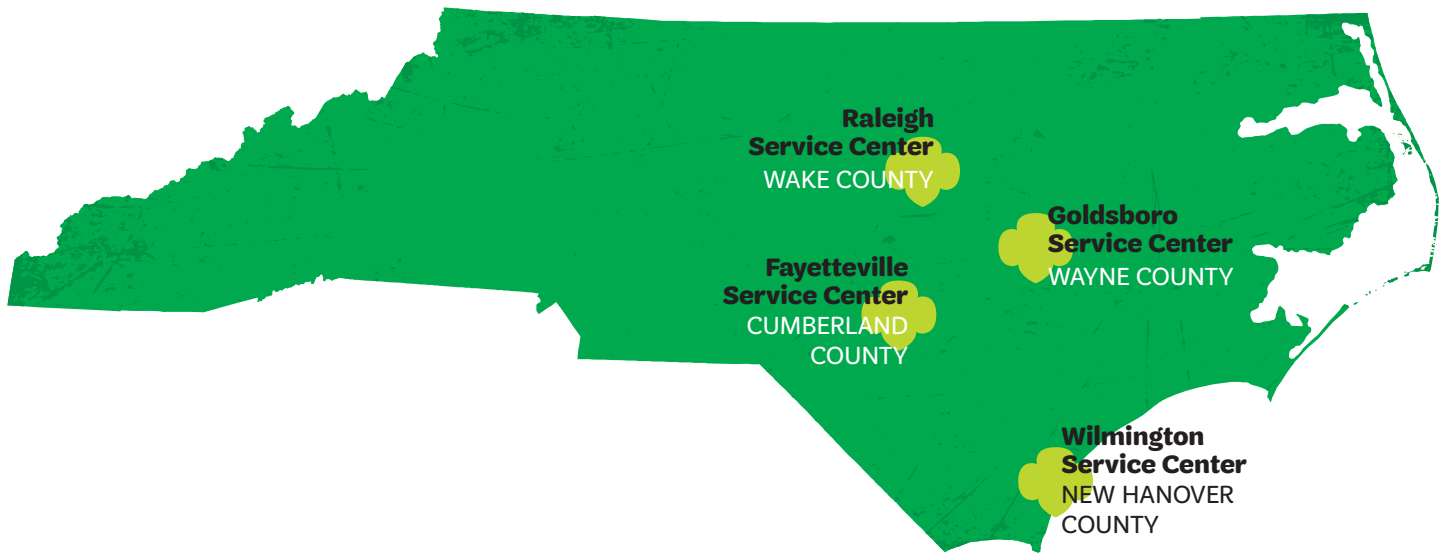 Raleigh
Service Center
WAKE COUNTY
Goldsboro
Service Center
WAYNE COUNTY
Fayetteville
Service Center
CUMBERLAND
COUNTY
Wilmington
Service Center
NEW HANOVER
COUNTY